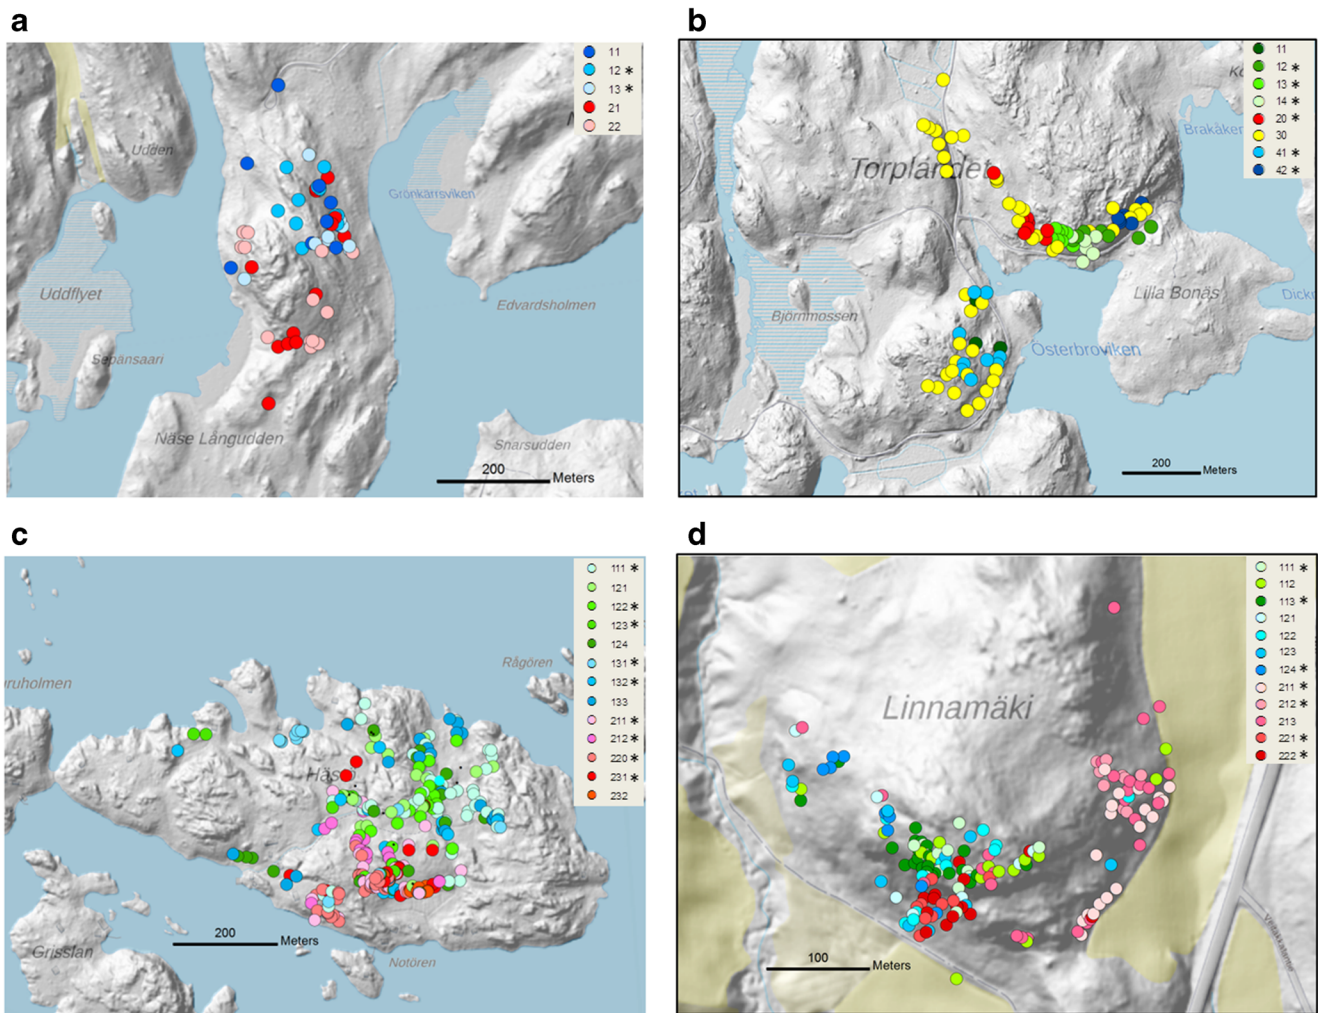 a
11
12 *
13 *
21
22
Udden
Grönkärrsviken
Uddflyet
Edvardsholmen
Sepänsaari
Näse Långudden
Snarsudden
200
Meters
b
11
12 *
13 *
14 *
20 *
30
41 *
42 *
Brakåker
Torplandet
Lilla Bonäs
Björnmossen
Österbroviken
200
Meters
c
111 *
121
122 *
123 *
124
131 *
132 *
133
211 *
212 *
220 *
231 *
232
Rågören
uruholmen
200
Meters
Grisslan
Notören
d
111 *
112
113 *
121
122
123
124 *
211 *
212 *
213
221 *
222 *
Linnamäki
100
Meters